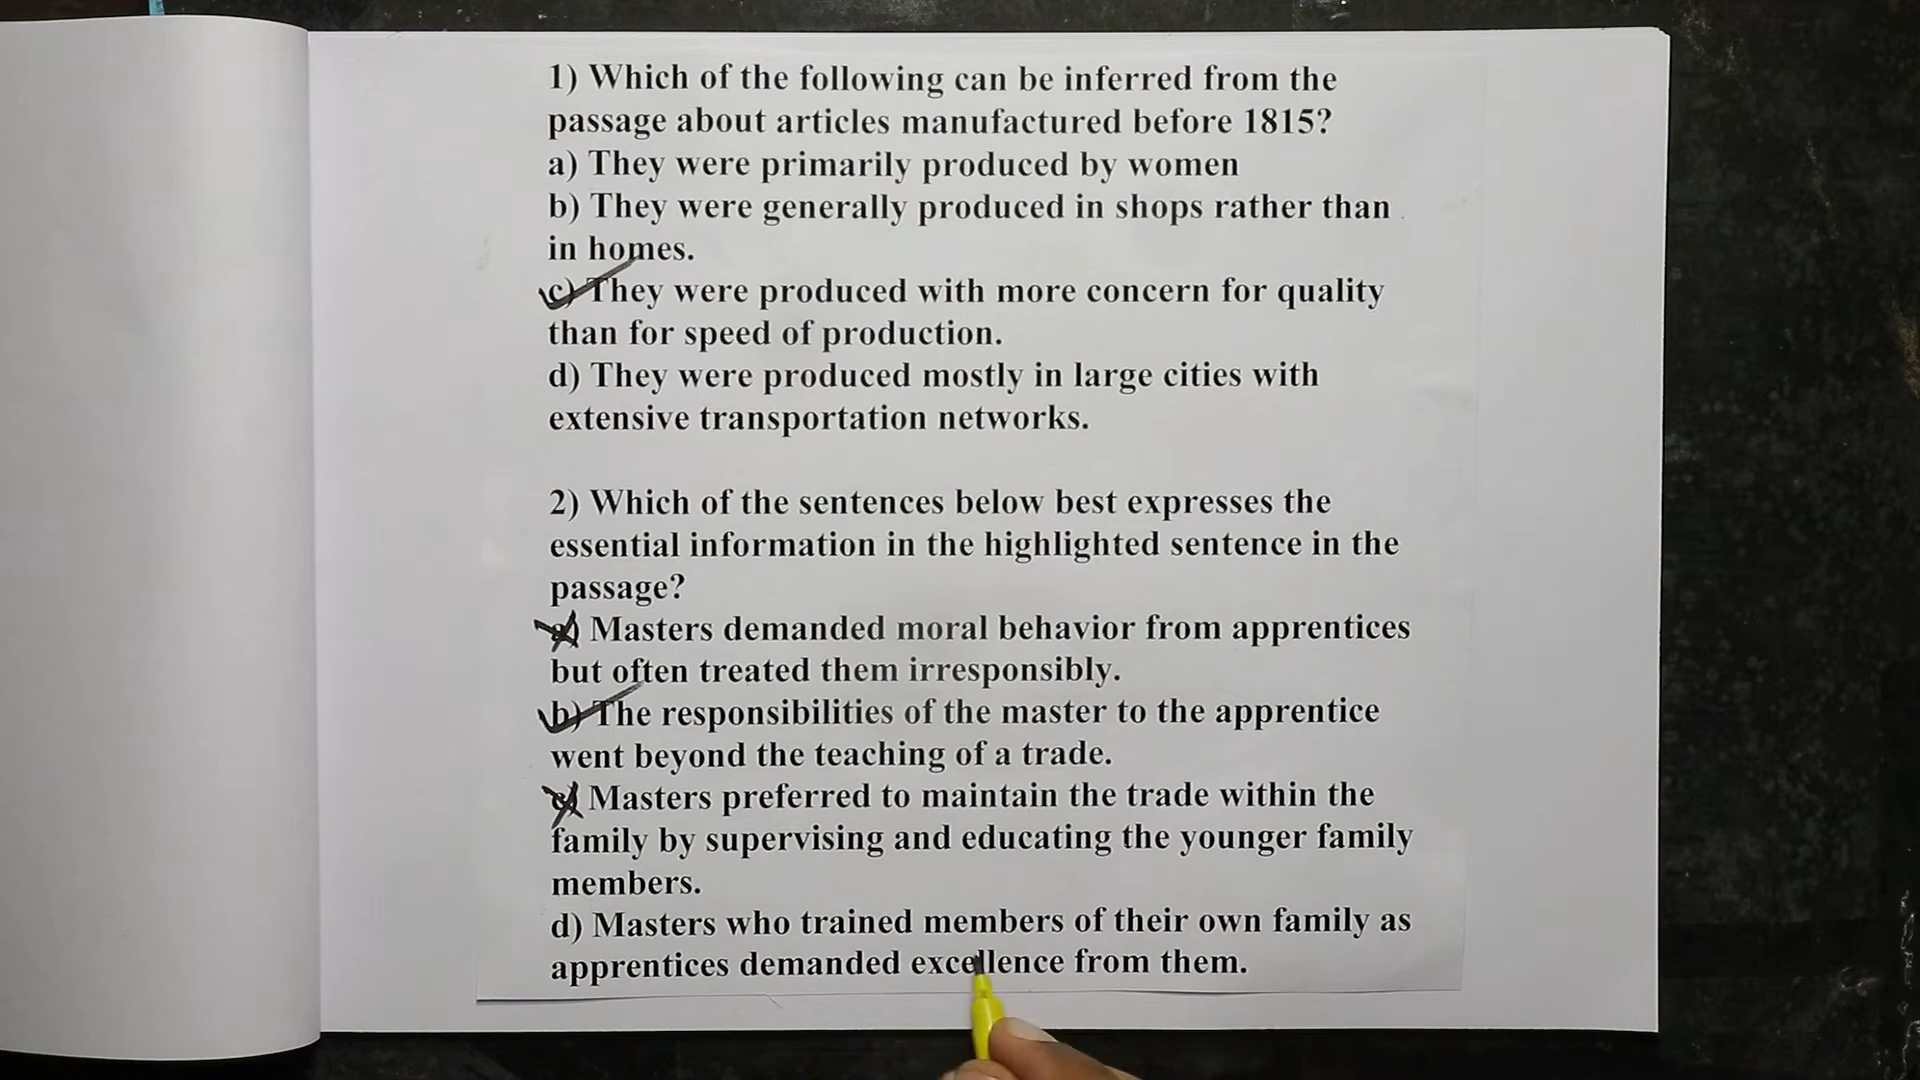 1) Which of the following can be inferred from the
passage about articles manufactured before 1815?
a) They were primarily produced by women
b) They were generally produced in shops rather than
in homes.
c) They were produced with more concern for quality
than for speed of production.
d) They were produced mostly in large cities with
extensive transportation networks.
2) Which of the sentences below best expresses the
essential information in the highlighted sentence in the
passage?
a) Masters demanded moral behavior from apprentices
but often treated them irresponsibly.
b) The responsibilities of the master to the apprentice
went beyond the teaching of a trade.
c) Masters preferred to maintain the trade within the
family by supervising and educating the younger family
members.
d) Masters who trained members of their own family as
apprentices demanded excellence from them.